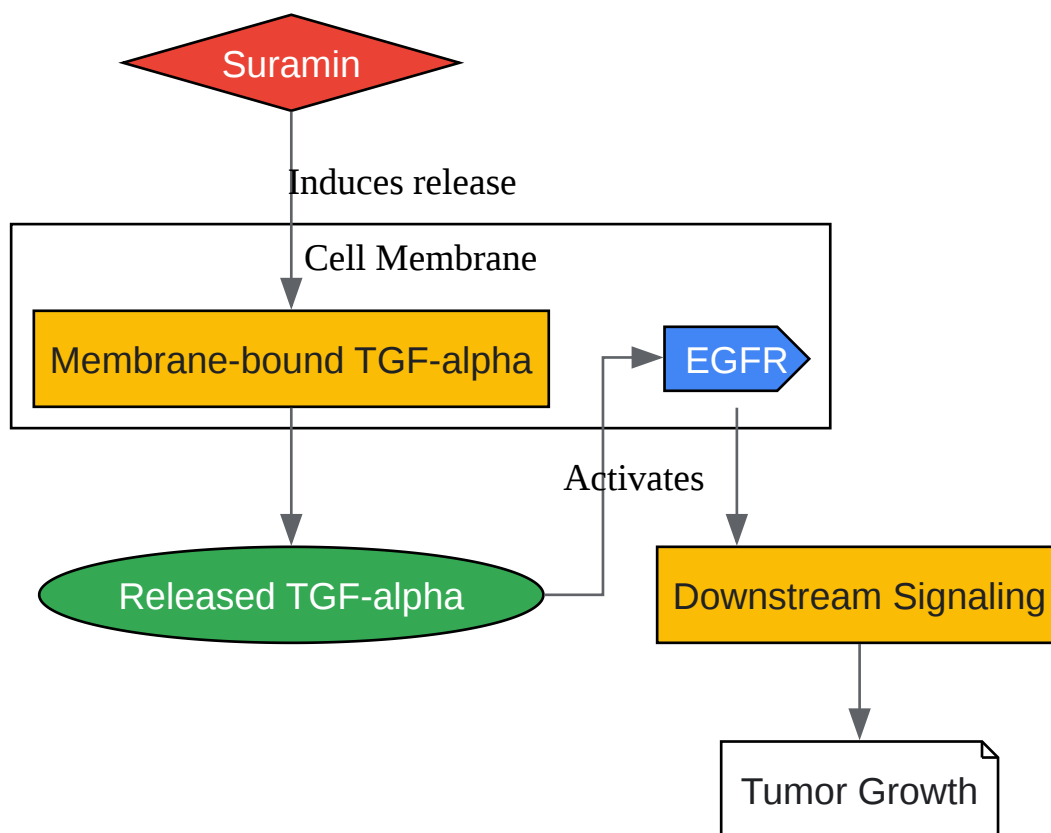 Suramin
Induces release
Cell Membrane
Membrane-bound TGF-alpha
EGFR
Activates
Released TGF-alpha
Downstream Signaling
Tumor Growth